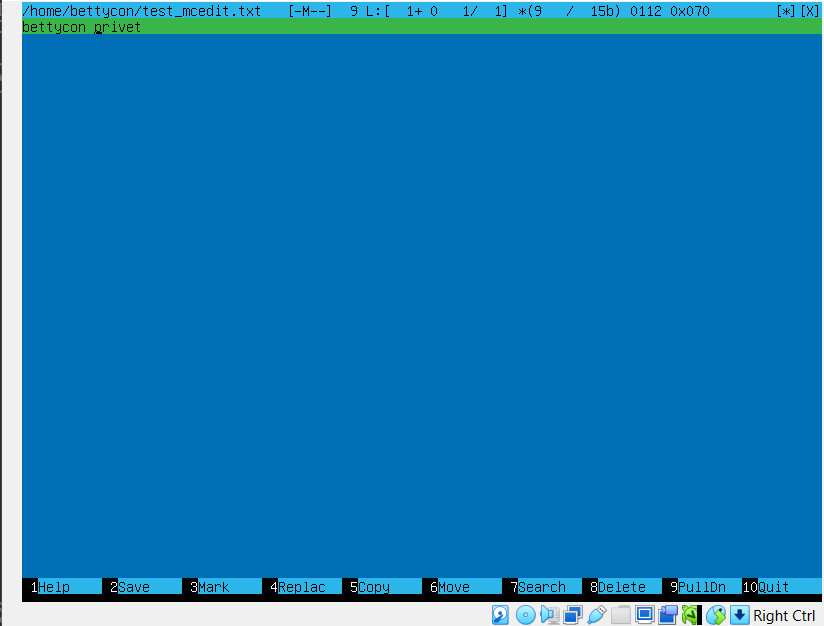 /home/bettycon/test_mcedit.txt [-M--] 9 L:[ 1+ 0 1/ 1] *(9 / 15b) 0112 0x070 [*][X]
bettycon privet
1Help 2Save 3Mark 4Replac 5Copy 6Move 7Search 8Delete 9PullDn 10Quit
Right Ctrl